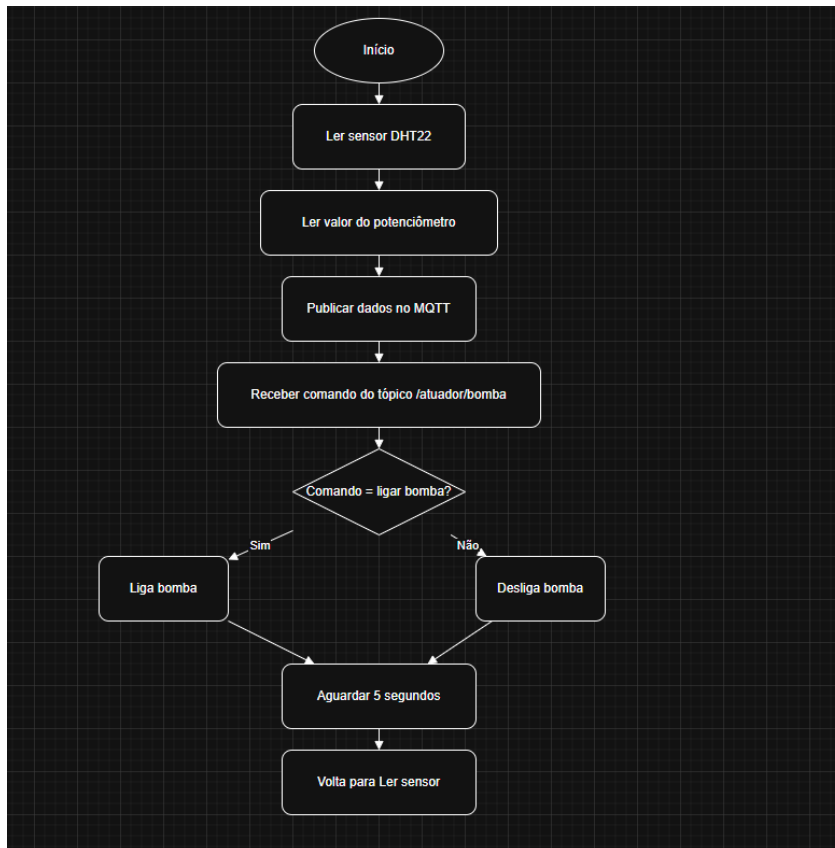 Início
Ler sensor DHT22
Ler valor do potenciômetro
Publicar dados no MQTT
Receber comando do tópico /atuador/bomba
Comando = ligar bomba?
Sim
Não
Liga bomba
Desliga bomba
Aguardar 5 segundos
Volta para Ler sensor